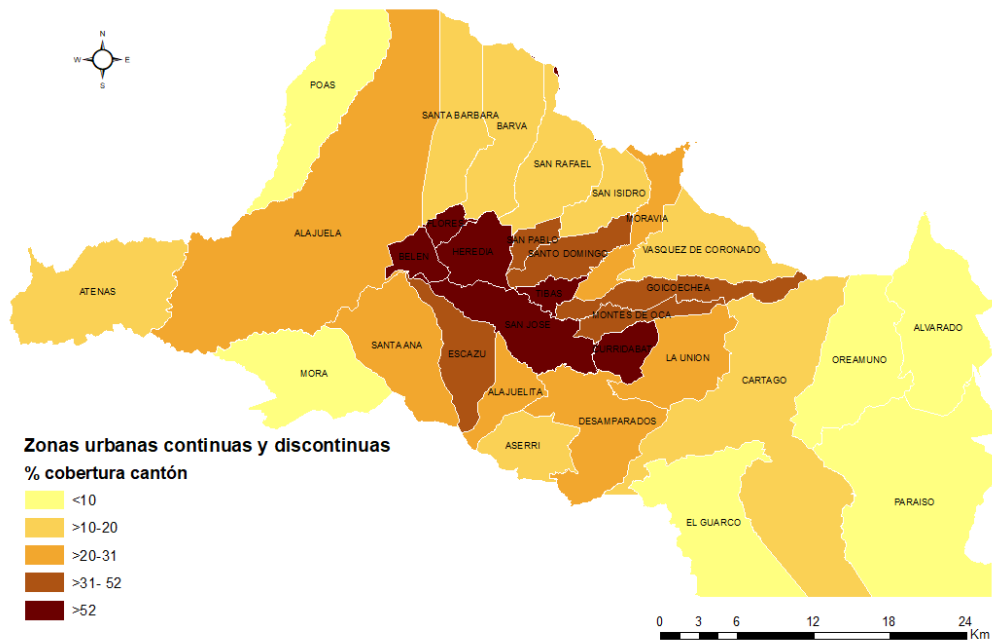 N
W E
S
POAS
SANTA BARBARA
BARVA
SAN RAFAEL
SAN ISIDRO
MORAVIA
ALAJUELA
FLORES
HEREDIA
SAN PABLO
SANTO DOMINGO
VASQUEZ DE CORONADO
BELEN
ATENAS
TIBAS
GOICOECHEA
MONTES DE OCA
SAN JOSE
ALVARADO
SANTA ANA
ESCAZU
CURRIDABAT
LA UNION
OREAMUNO
MORA
CARTAGO
ALAJUELITA
DESAMPARADOS
ASERRI
PARAISO
EL GUARCO
Zonas urbanas continuas y discontinuas
% cobertura cantón
<10
>10-20
>20-31
>31- 52
>52
0 3 6 12 18 24
Km